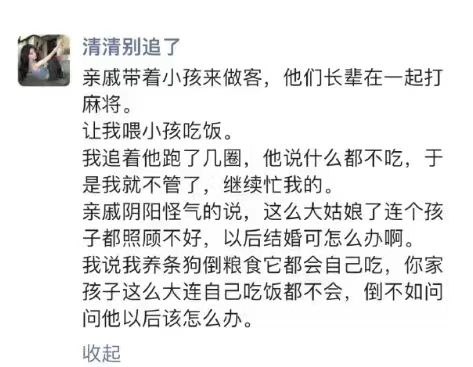 清清别追了
亲戚带着小孩来做客，他们长辈在一起打
麻将。
让我喂小孩吃饭。
我追着他跑了几圈，他说什么都不吃，于
是我就不管了，继续忙我的。
亲戚阴阳怪气的说，这么大姑娘了连个孩
子都照顾不好，以后结婚可怎么办啊。
我说我养条狗倒粮食它都会自己吃，你家
孩子这么大连自己吃饭都不会，倒不如问
问他以后该怎么办。
收起